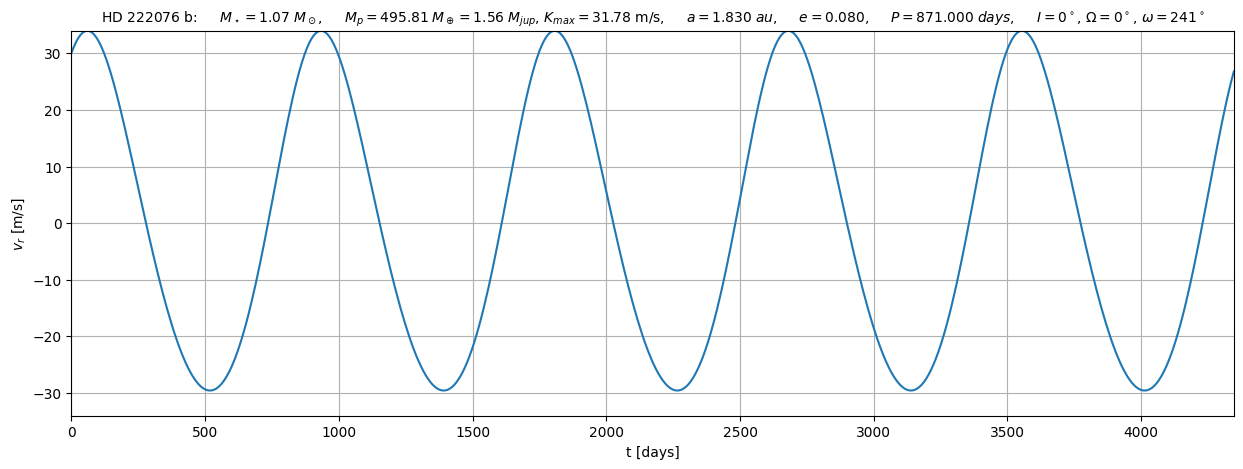 HD 222076 b: M⋆ = 1.07 M⊙, Mp = 495.81 M⊕ = 1.56 Mjup, Kmax = 31.78 m/s, a = 1.830 au, e = 0.080, P = 871.000 days, I = 0°, Ω = 0°, ω = 241°
30
20
10
0
−10
−20
−30
vr [m/s]
0 500 1000 1500 2000 2500 3000 3500 4000
t [days]